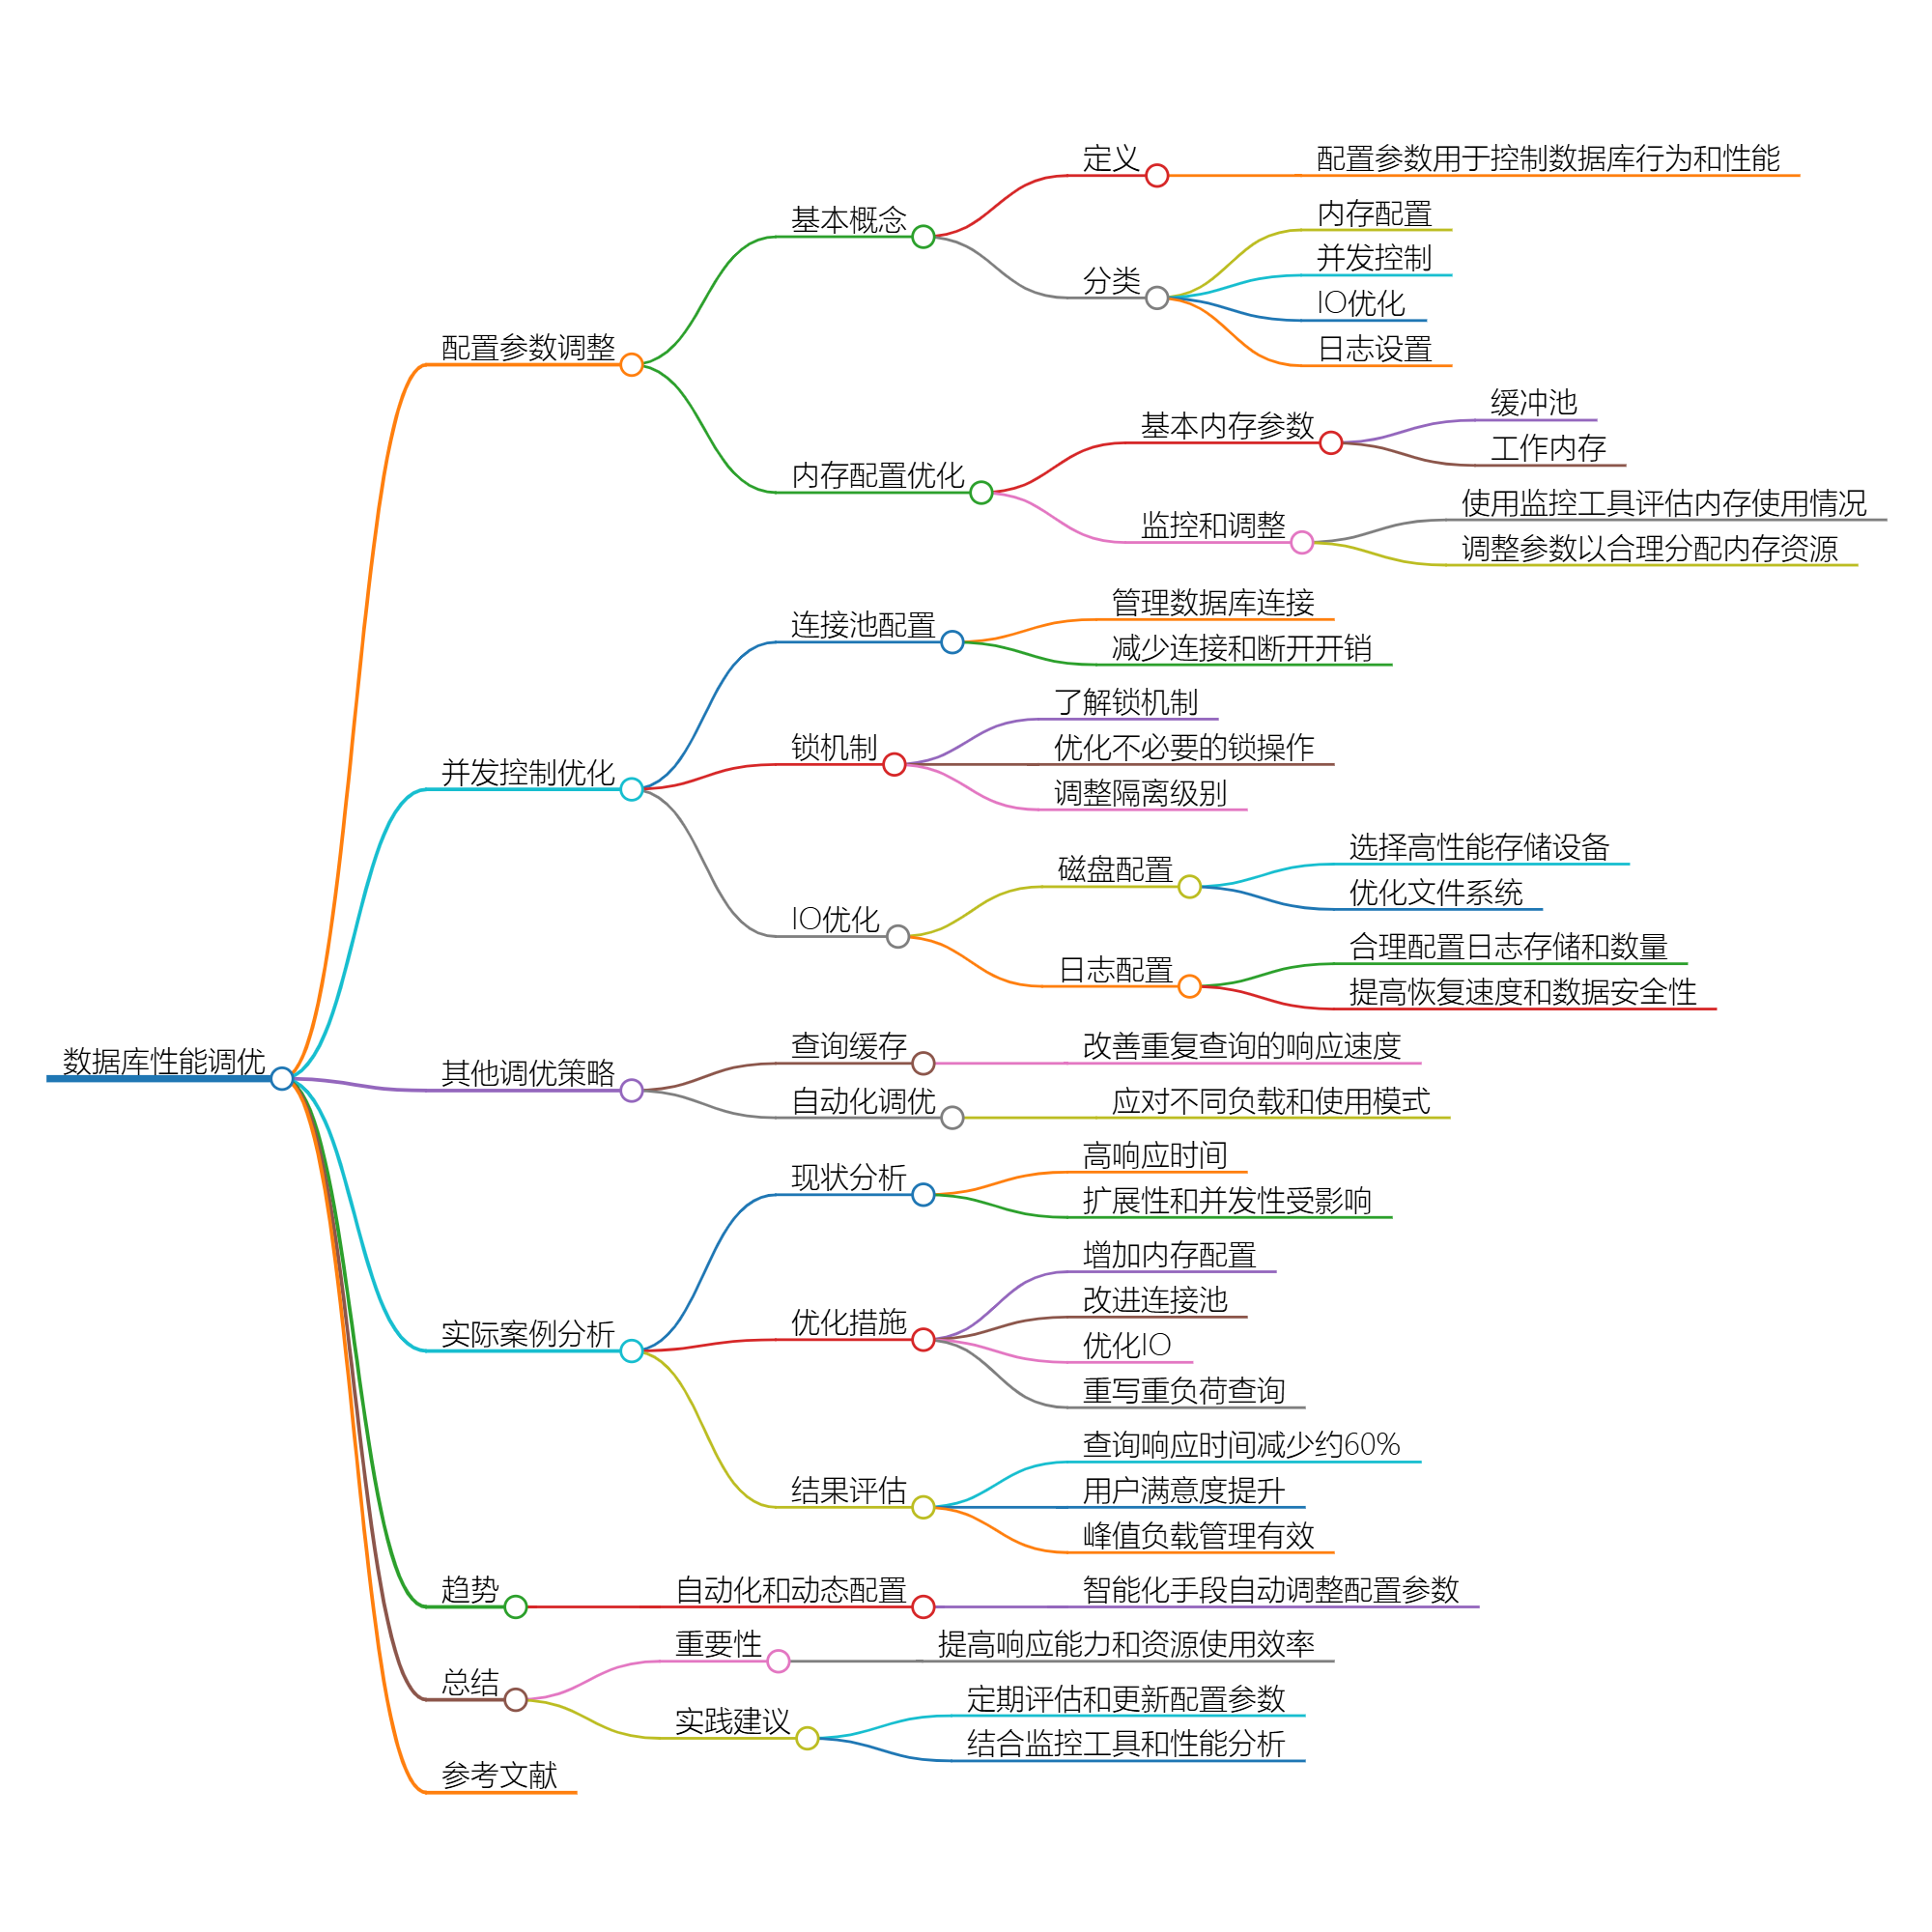 数据库性能调优
配置参数调整
基本概念
定义
配置参数用于控制数据库行为和性能
分类
内存配置
并发控制
IO优化
日志设置
内存配置优化
基本内存参数
缓冲池
工作内存
监控和调整
使用监控工具评估内存使用情况
调整参数以合理分配内存资源
并发控制优化
连接池配置
管理数据库连接
减少连接和断开开销
锁机制
了解锁机制
优化不必要的锁操作
调整隔离级别
IO优化
磁盘配置
选择高性能存储设备
优化文件系统
日志配置
合理配置日志存储和数量
提高恢复速度和数据安全性
其他调优策略
查询缓存
改善重复查询的响应速度
自动化调优
应对不同负载和使用模式
实际案例分析
现状分析
高响应时间
扩展性和并发性受影响
优化措施
增加内存配置
改进连接池
优化IO
重写重负荷查询
结果评估
查询响应时间减少约60%
用户满意度提升
峰值负载管理有效
趋势
自动化和动态配置
智能化手段自动调整配置参数
总结
重要性
提高响应能力和资源使用效率
实践建议
定期评估和更新配置参数
结合监控工具和性能分析
参考文献